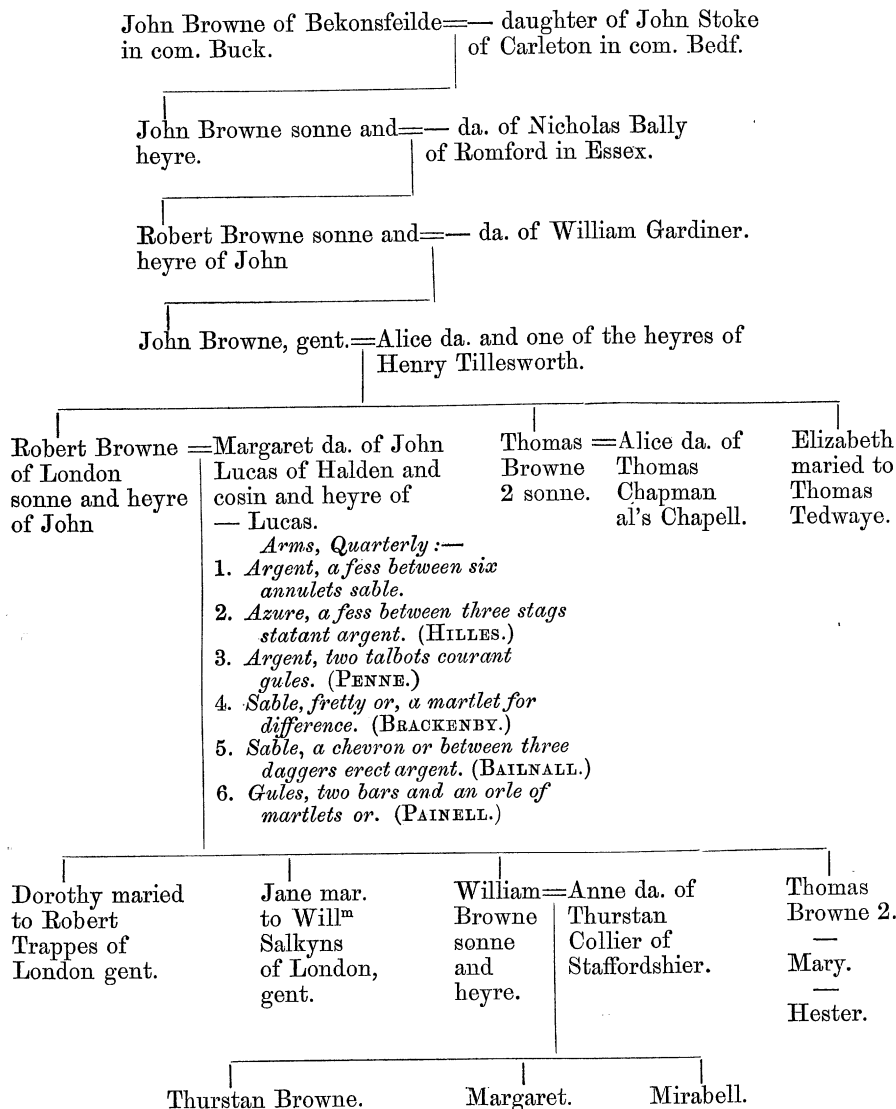 John Browne of Bekonsfeilde=— daughter of John Stoke
in com. Buck. of Carleton in com. Bedf.
John Browne sonne and=— da. of Nicholas Bally
heyre. of Romford in Essex.
Robert Browne sonne and=— da. of William Gardiner.
heyre of John
John Browne, gent.=Alice da. and one of the heyres of
Henry Tillesworth.
Robert Browne =Margaret da. of John
of London Lucas of Halden and
sonne and heyre cosin and heyre of
of John — Lucas.
Arms, Quarterly :—
1. Argent, a fess between six
annulets sable.
2. Azure, a fess between three stags
statant argent. (HILLES.)
3. Argent, two talbots courant
gules. (PENNE.)
4. Sable, fretty or, a martlet for
difference. (BRACKENBY.)
5. Sable, a chevron or between three
daggers erect argent. (BAILNALL.)
6. Gules, two bars and an orle of
martlets or. (PAINELL.)
Thomas =Alice da. of
Browne Thomas
2 sonne. Chapman
al's Chapell.
Elizabeth
maried to
Thomas
Tedwaye.
Dorothy maried
to Robert
Trappes of
London gent.
Jane mar.
to Willᵐ
Salkyns
of London,
gent.
William=Anne da. of
Browne Thurstan
sonne Collier of
and Staffordshier.
heyre.
Thomas
Browne 2.
—
Mary.
—
Hester.
Thurstan Browne. Margaret. Mirabell.